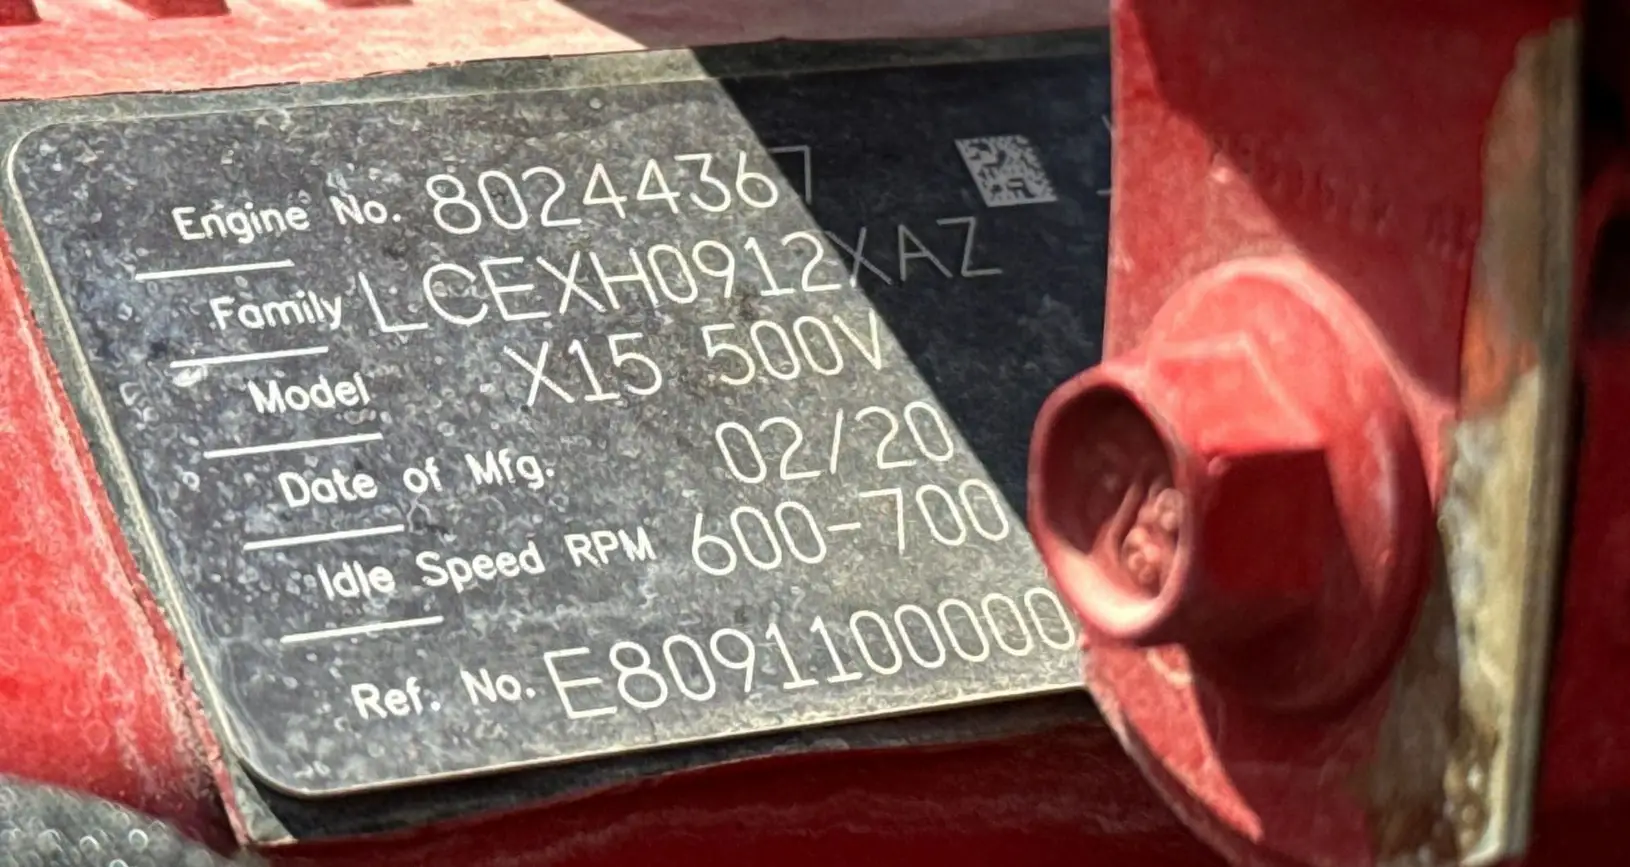 Engine No. 80244367
Family LCEXH0912XAZ
Model X15 500V
Date of Mfg. 02/20
Idle Speed RPM 600-700
Ref. No. E8091100000